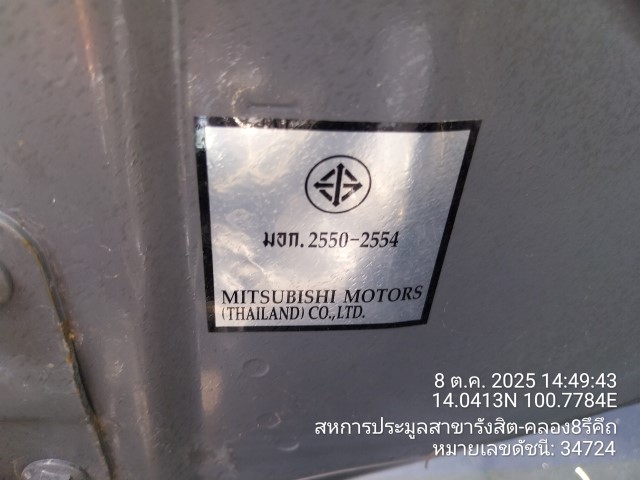 มอก. 2550-2554
MITSUBISHI MOTORS
(THAILAND) CO.,LTD.
8 ต.ค. 2025 14:49:43
14.0413N 100.7784E
สหการประมูลสาขารังสิต-คลอง8รีคึถ
หมายเลขดัชนี: 34724